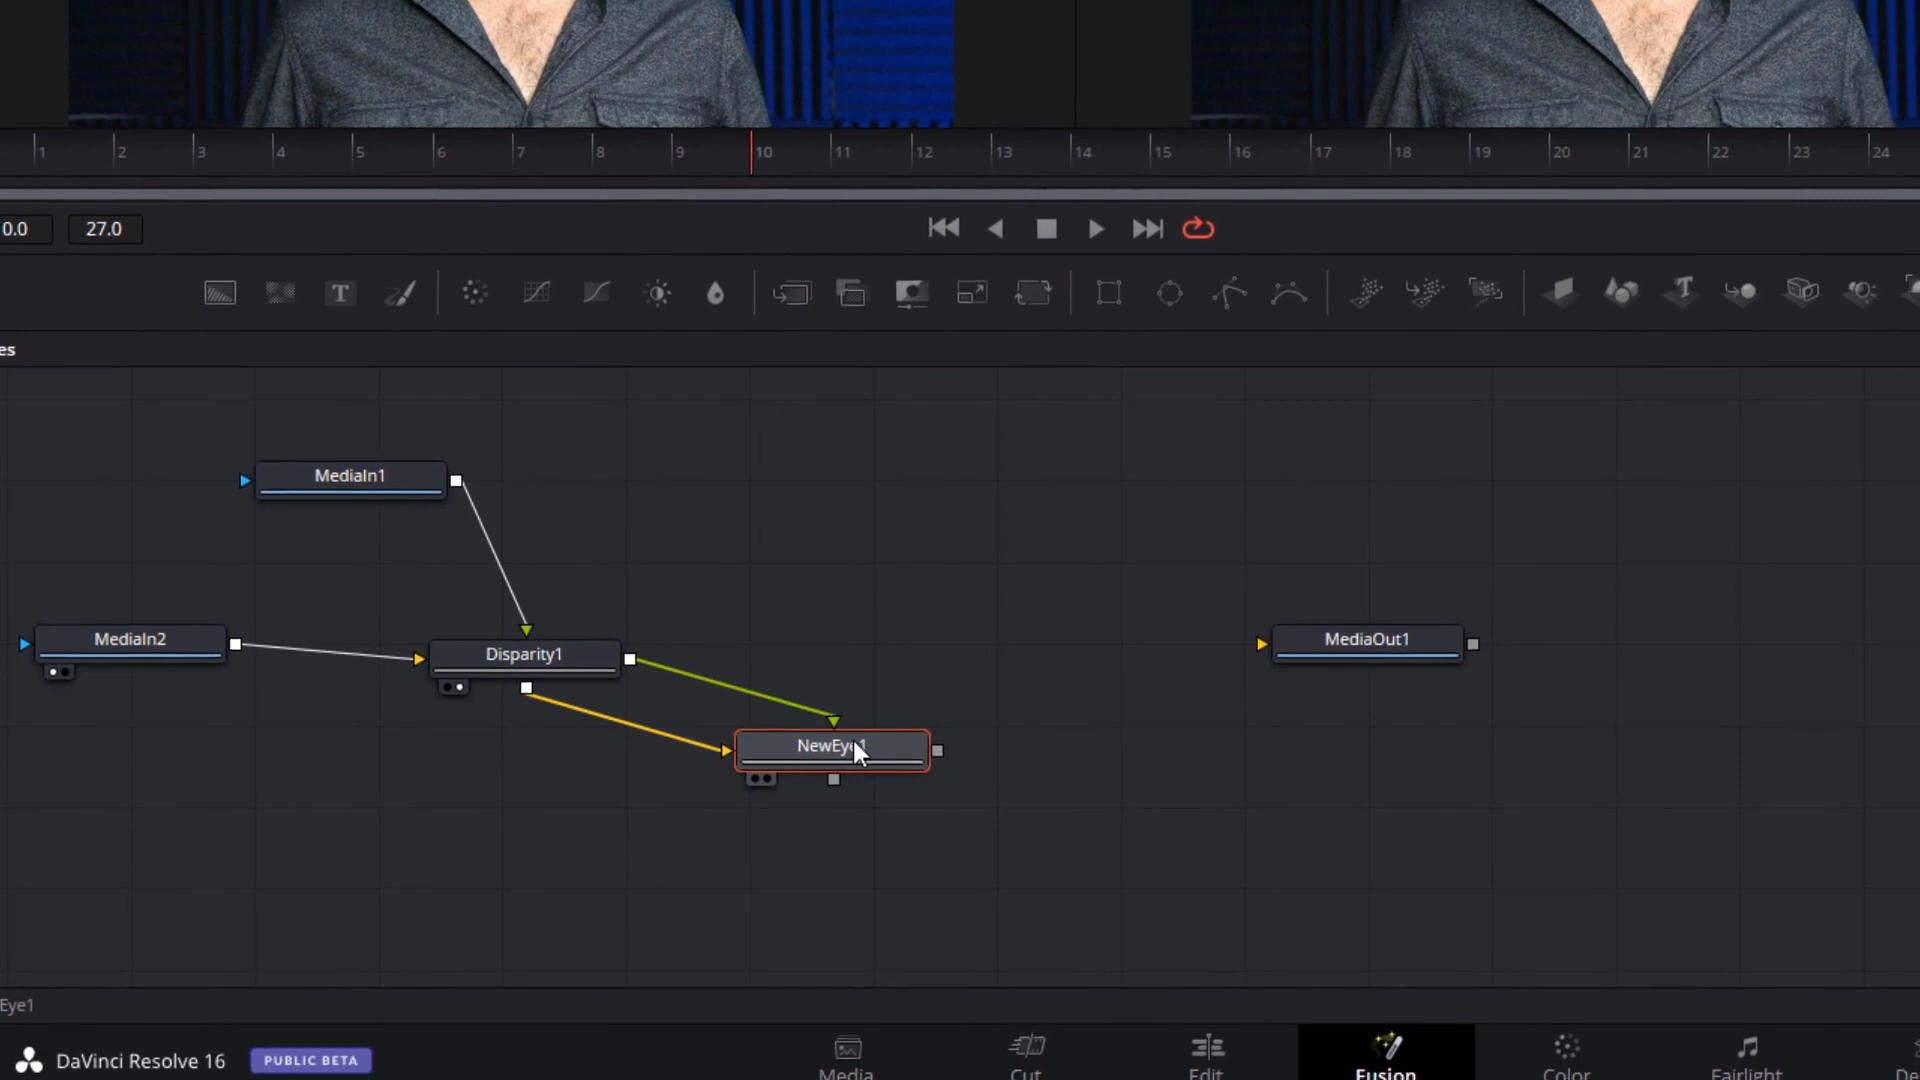 1 2 3 4 5 6 7 8 9 10 11 12 13 14 15 16 17 18 19 20 21 22 23 24
0.0 27.0
T
es
MediaIn1
MediaIn2
Disparity1
MediaOut1
NewEye1
Eye1
DaVinci Resolve 16 PUBLIC BETA
Media Cut Edit Fusion Color Fairlight De